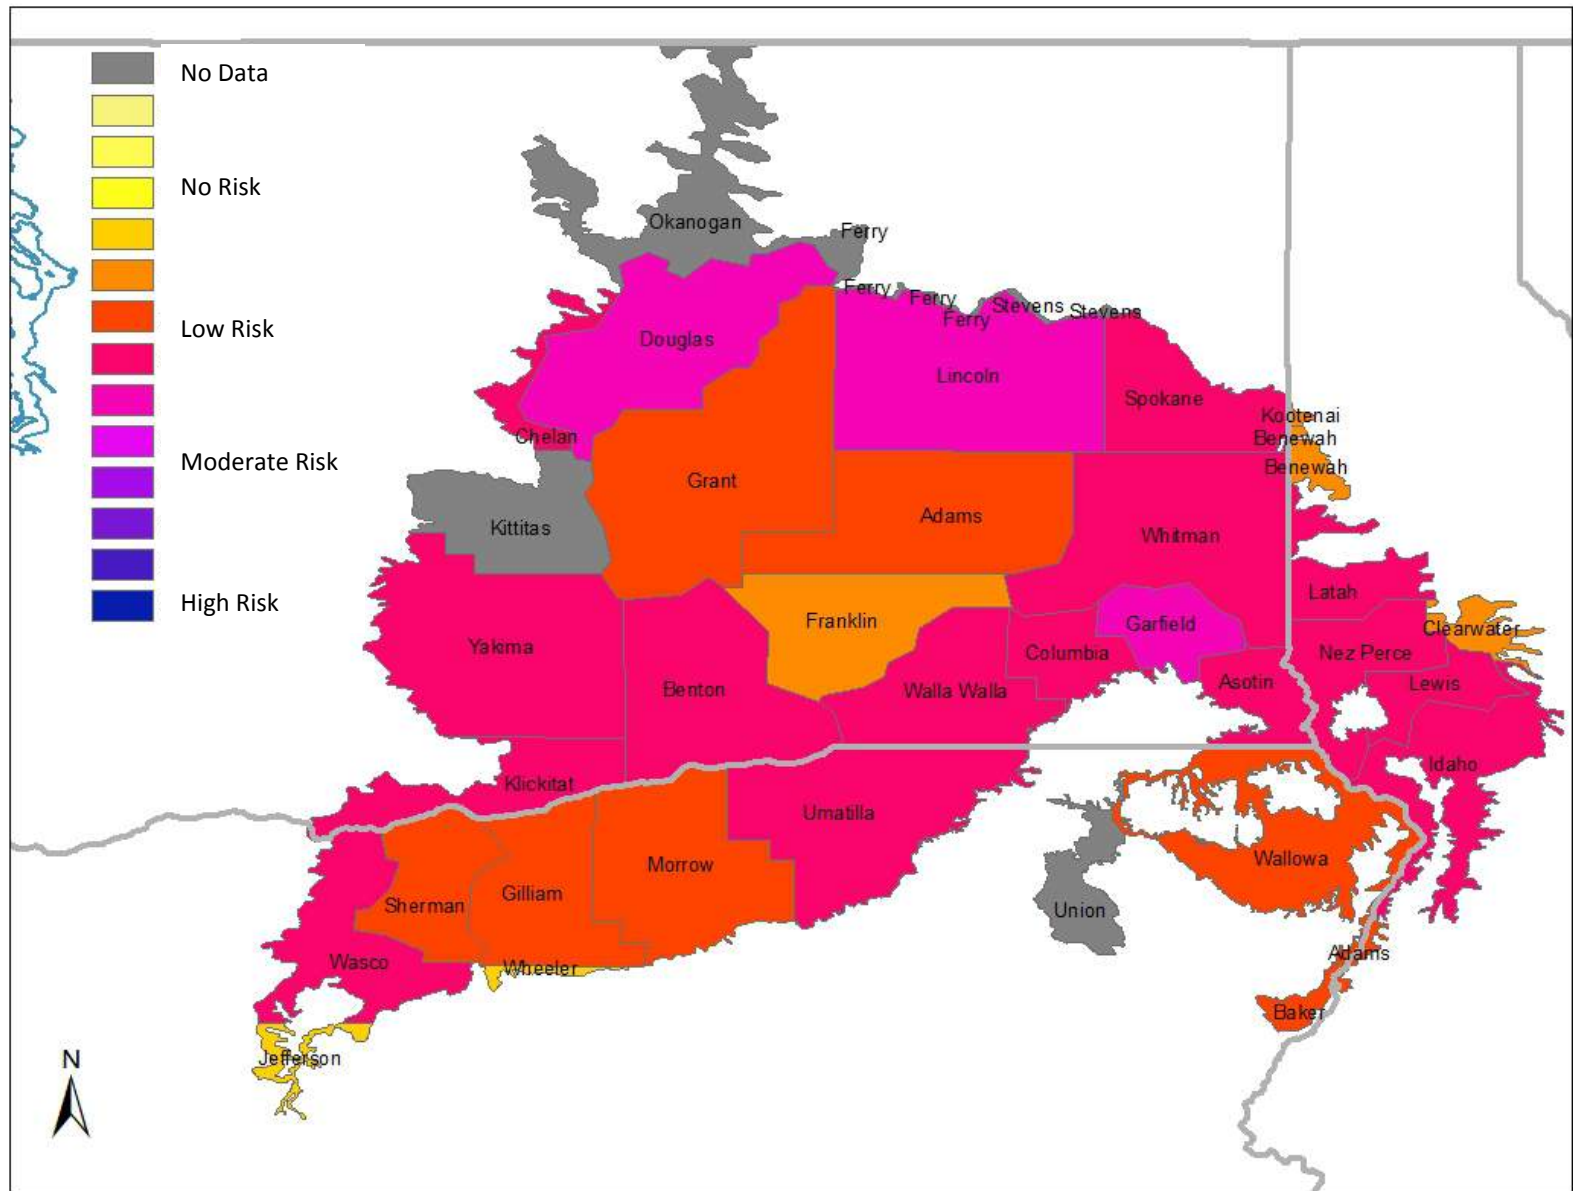 No Data
No Risk
Low Risk
Moderate Risk
High Risk
Okanogan
Ferry
Ferry
Ferry
Ferry
Stevens
Stevens
Douglas
Lincoln
Spokane
Chelan
Kootenai
Benewah
Benewah
Grant
Adams
Kittitas
Whitman
Latah
Franklin
Garfield
Clearwater
Yakima
Columbia
Nez Perce
Benton
Walla Walla
Asotin
Lewis
Klickitat
Idaho
Umatilla
Morrow
Wallowa
Gilliam
Sherman
Union
Wasco
Wheeler
Adams
Baker
Jefferson
N